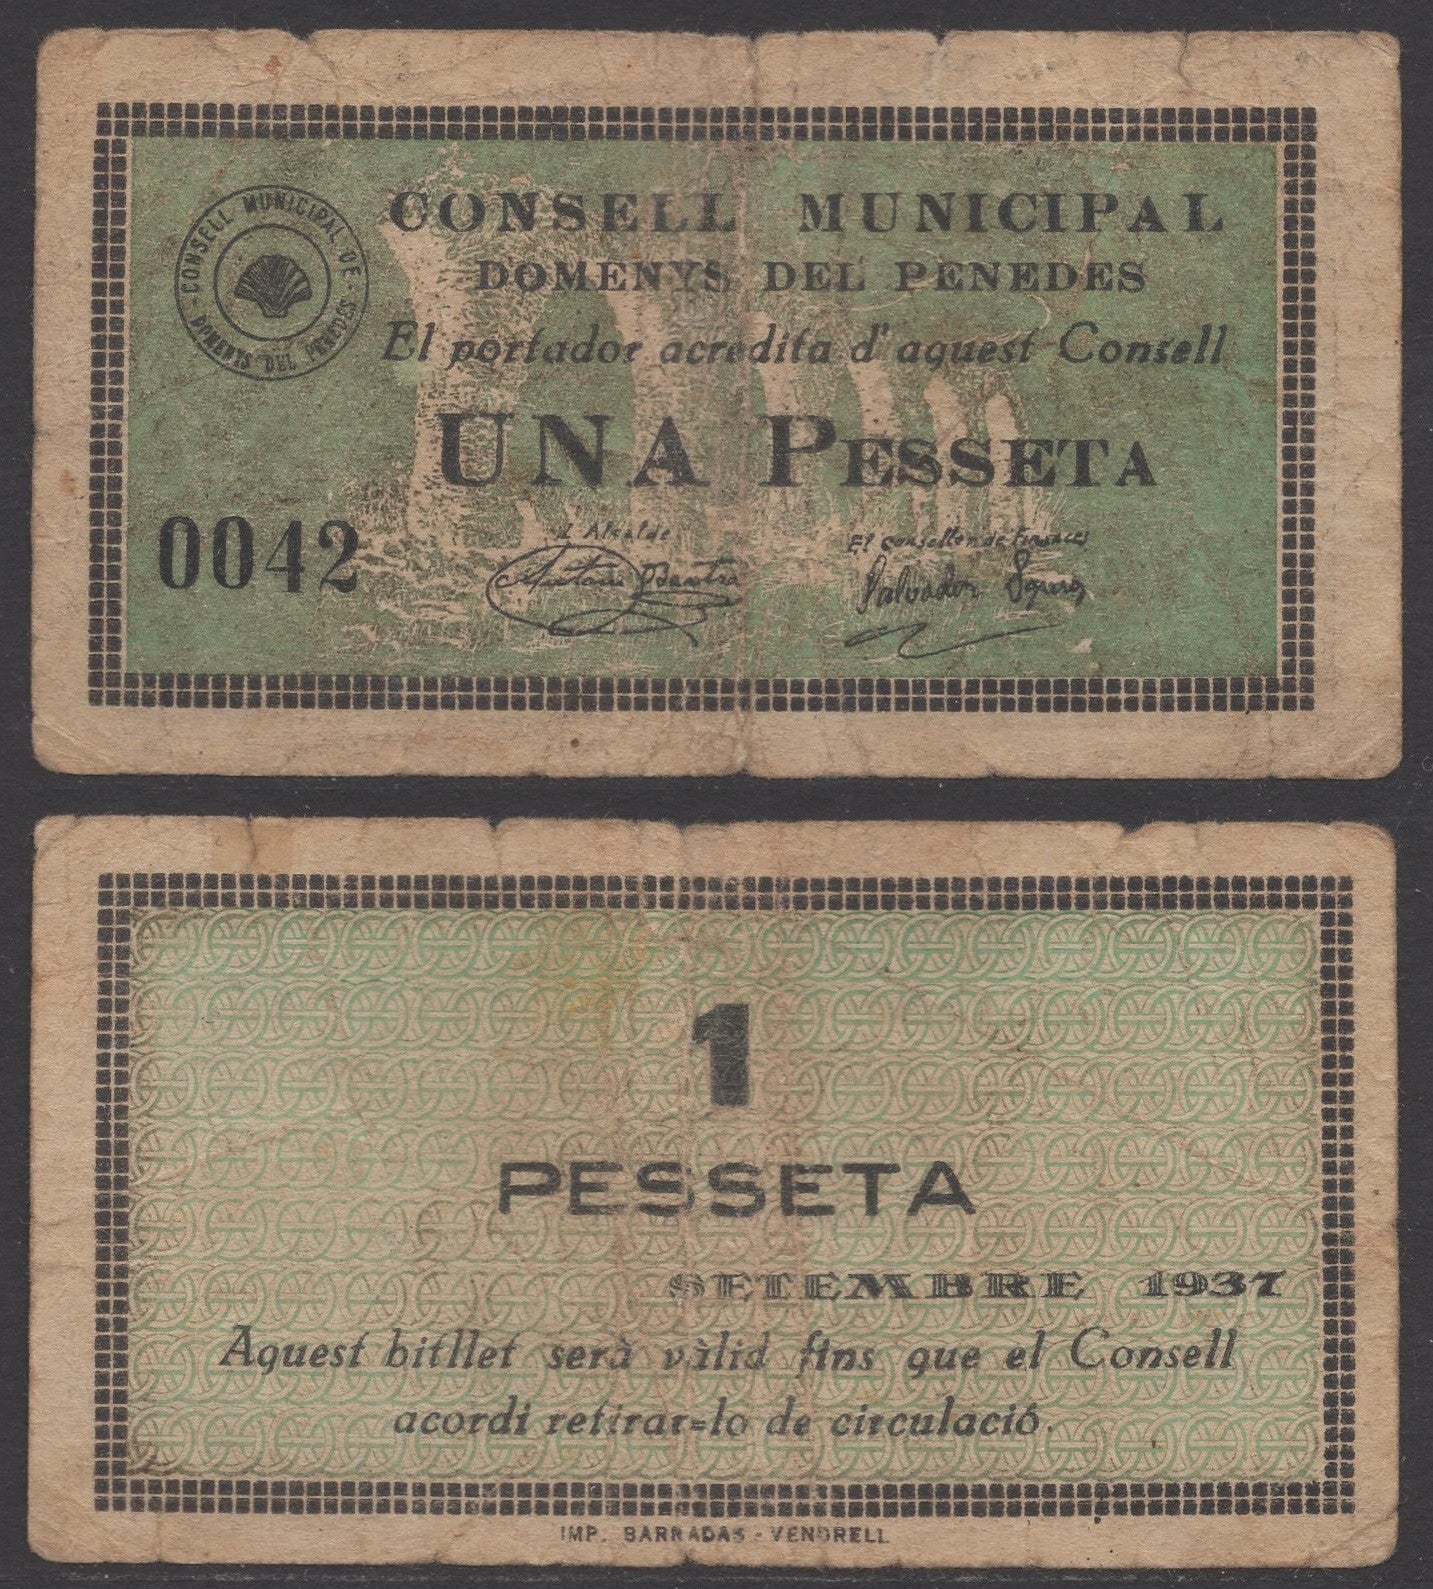 CONSELL MUNICIPAL DE
DOMENYS DEL PENEDES
CONSELL MUNICIPAL
DOMENYS DEL PENEDES
El portador acredita d'aquest Consell
UNA PESSETA
0042
L'Alcalde
El conseller de Finances
Salvador
1
PESSETA
SETEMBRE 1937
Aquest bitllet serà vàlid fins que el Consell
acordi retirar=lo de circulació.
IMP. BARNADAS - VENDRELL